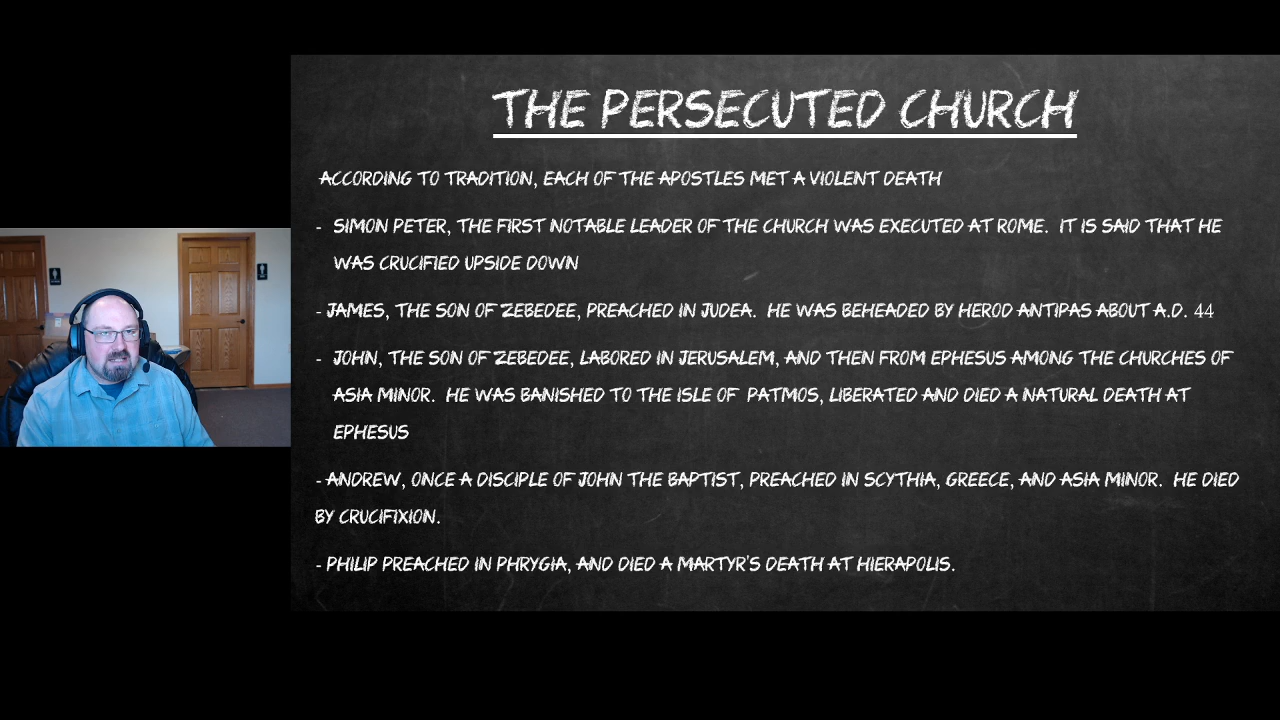 THE PERSECUTED CHURCH
ACCORDING TO TRADITION, EACH OF THE APOSTLES MET A VIOLENT DEATH
- SIMON PETER, THE FIRST NOTABLE LEADER OF THE CHURCH WAS EXECUTED AT ROME. IT IS SAID THAT HE
WAS CRUCIFIED UPSIDE DOWN
- JAMES, THE SON OF ZEBEDEE, PREACHED IN JUDEA. HE WAS BEHEADED BY HEROD ANTIPAS ABOUT A.D. 44
- JOHN, THE SON OF ZEBEDEE, LABORED IN JERUSALEM, AND THEN FROM EPHESUS AMONG THE CHURCHES OF
ASIA MINOR. HE WAS BANISHED TO THE ISLE OF PATMOS, LIBERATED AND DIED A NATURAL DEATH AT
EPHESUS
- ANDREW, ONCE A DISCIPLE OF JOHN THE BAPTIST, PREACHED IN SCYTHIA, GREECE, AND ASIA MINOR. HE DIED
BY CRUCIFIXION.
- PHILIP PREACHED IN PHRYGIA, AND DIED A MARTYR'S DEATH AT HIERAPOLIS.